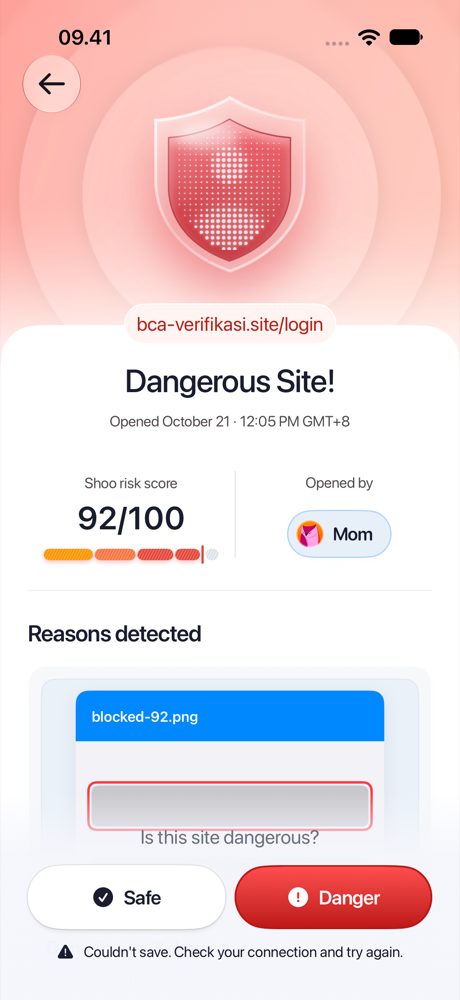 09.41
bca-verifikasi.site/login
Dangerous Site!
Opened October 21 · 12:05 PM GMT+8
Shoo risk score
92/100
Opened by
Mom
Reasons detected
blocked-92.png
Is this site dangerous?
Safe
Danger
Couldn't save. Check your connection and try again.